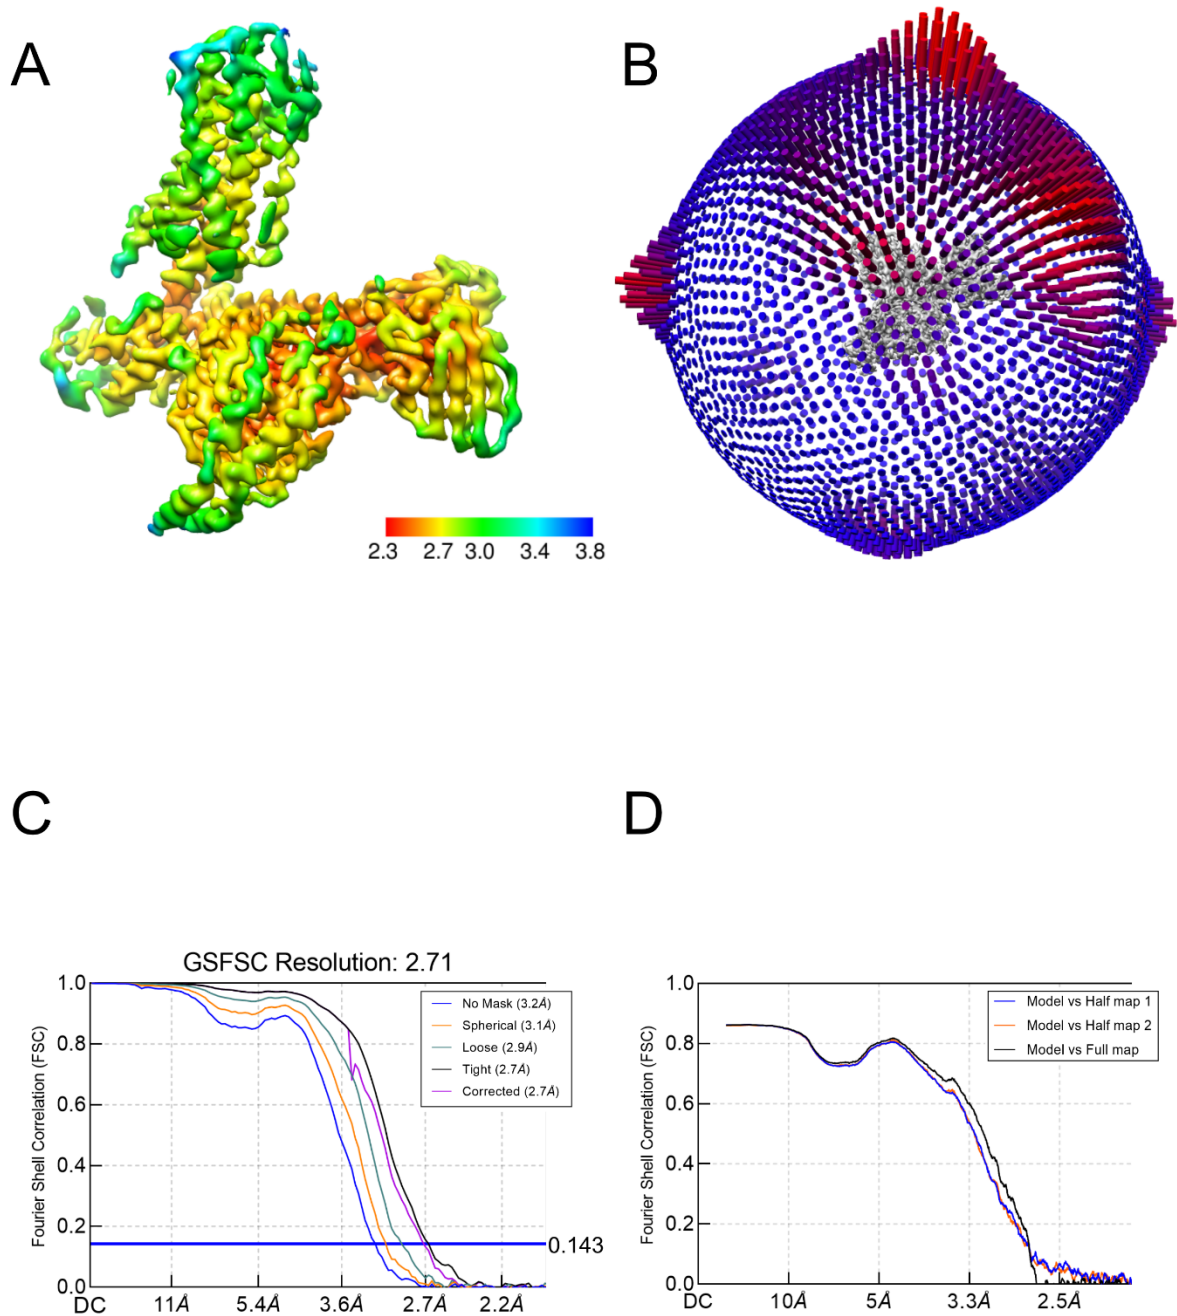 A
B
2.3 2.7 3.0 3.4 3.8
C
D
GSFSC Resolution: 2.71
Fourier Shell Correlation (FSC)
1.0
0.8
0.6
0.4
0.2
0.0
No Mask (3.2Å)
Spherical (3.1Å)
Loose (2.9Å)
Tight (2.7Å)
Corrected (2.7Å)
0.143
DC 11Å 5.4Å 3.6Å 2.7Å 2.2Å
Fourier Shell Correlation (FSC)
1.0
0.8
0.6
0.4
0.2
0.0
Model vs Half map 1
Model vs Half map 2
Model vs Full map
DC 10Å 5Å 3.3Å 2.5Å